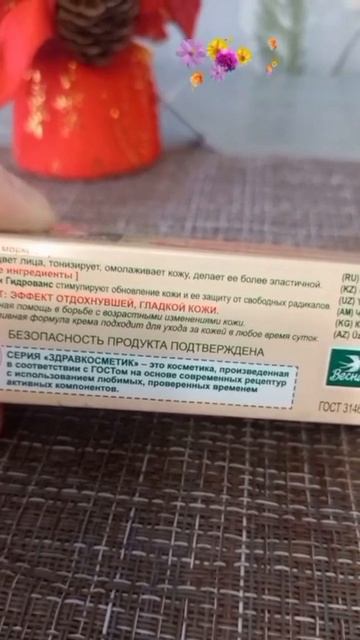 цвет лица, тонизирует, омолаживает кожу, делает ее более эластичной.
е ингредиенты ]
и Гидрованс стимулируют обновление кожи и ее защиту от свободных радикалов.
Т: ЭФФЕКТ ОТДОХНУВШЕЙ, ГЛАДКОЙ КОЖИ.
ная помощь в борьбе с возрастными изменениями кожи.
ивная формула крема подходит для ухода за кожей в любое время суток.
БЕЗОПАСНОСТЬ ПРОДУКТА ПОДТВЕРЖДЕНА
СЕРИЯ «ЗДРАВКОСМЕТИК» – это косметика, произведенная
в соответствии с ГОСТом на основе современных рецептур
с использованием любимых, проверенных временем
активных компонентов.
(RU)
(KZ)
(UZ)
(AM) Ч
(KG)
(AZ)
Весна
ГОСТ 3146